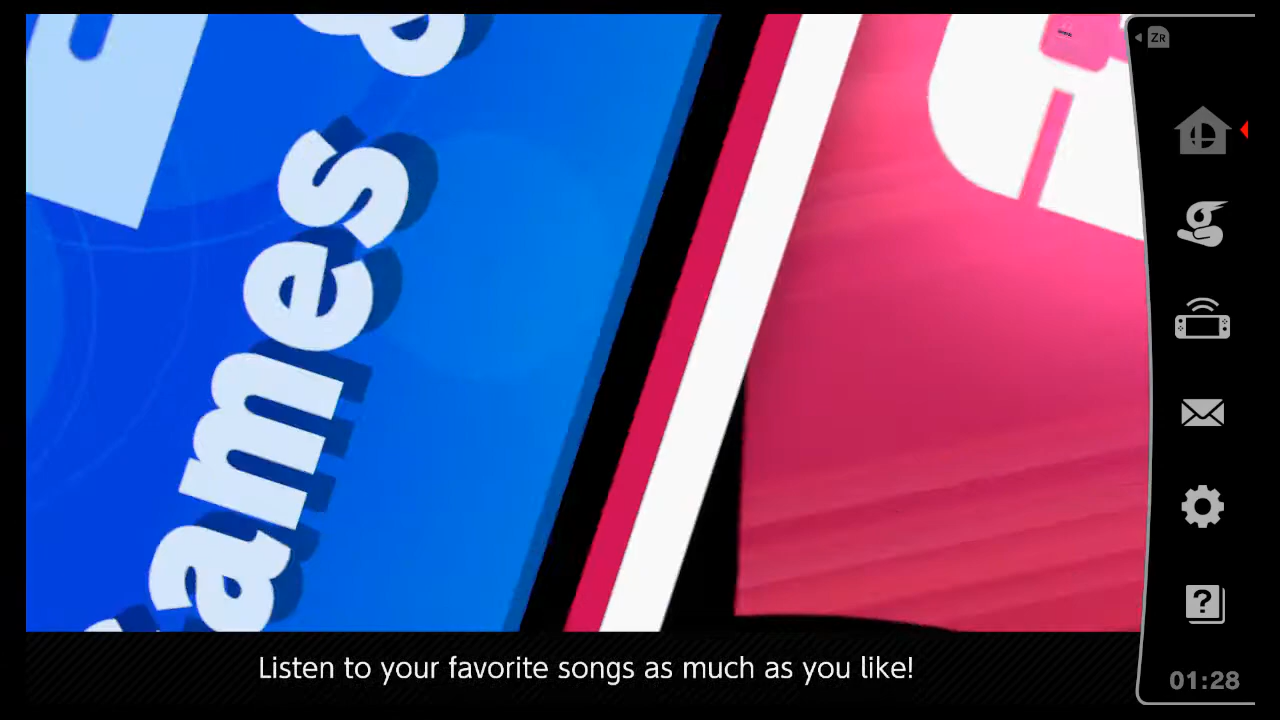 ames &
ZR
Listen to your favorite songs as much as you like!
?
01:28